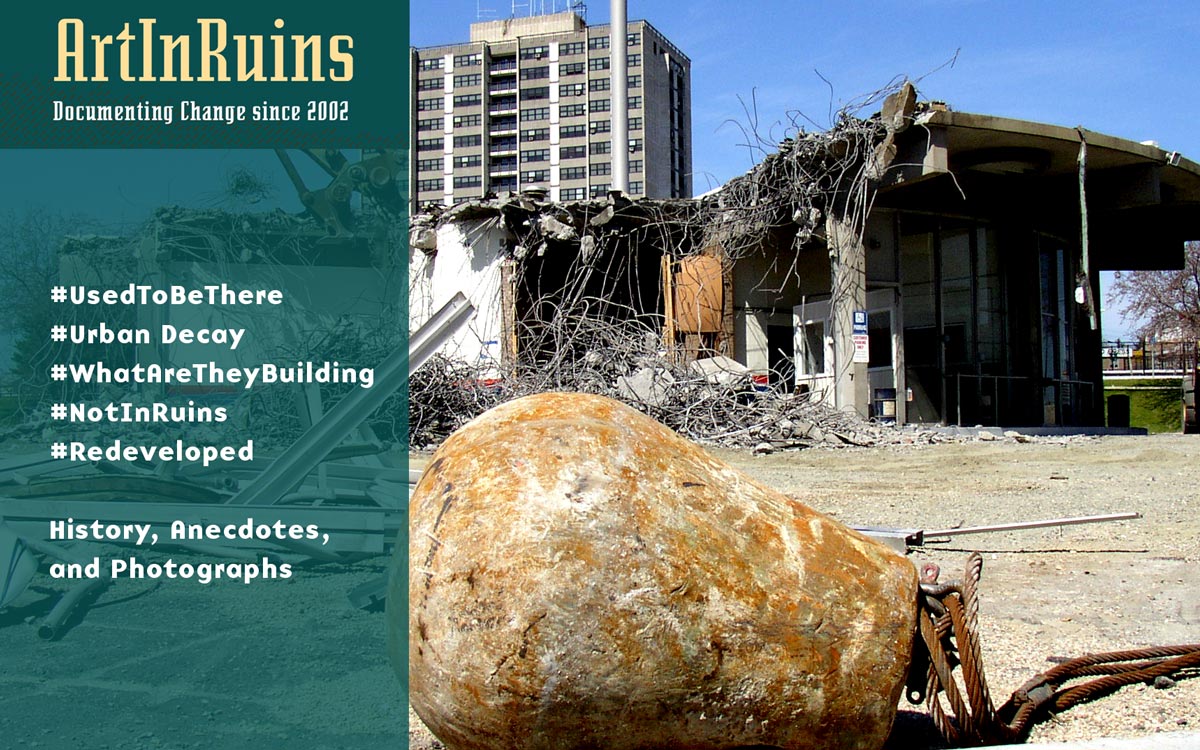 ArtInRuins
Documenting Change since 2002
#UsedToBeThere
#Urban Decay
#WhatAreTheyBuilding
#NotInRuins
#Redeveloped
History, Anecdotes,
and Photographs